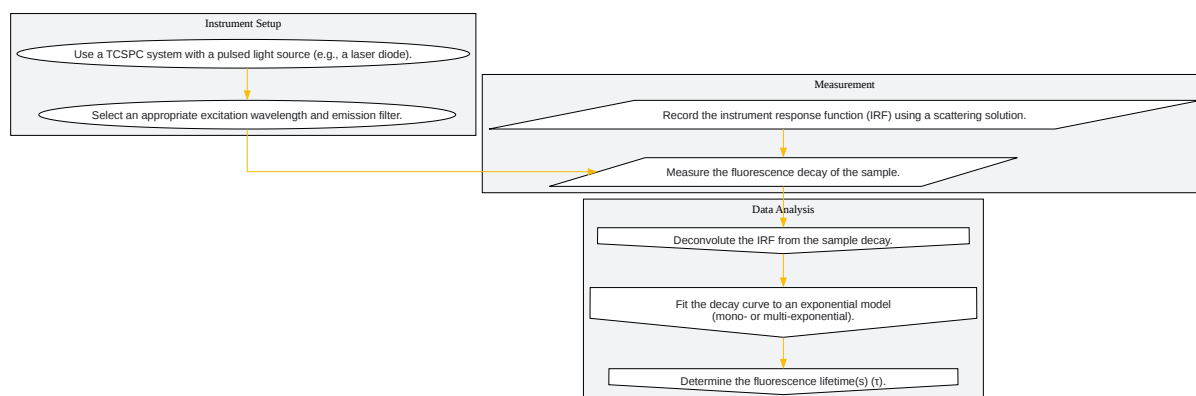 Instrument Setup
Use a TCSPC system with a pulsed light source (e.g., a laser diode).
Select an appropriate excitation wavelength and emission filter.
Measurement
Record the instrument response function (IRF) using a scattering solution.
Measure the fluorescence decay of the sample.
Data Analysis
Deconvolute the IRF from the sample decay.
Fit the decay curve to an exponential model
(mono- or multi-exponential).
Determine the fluorescence lifetime(s) (τ).